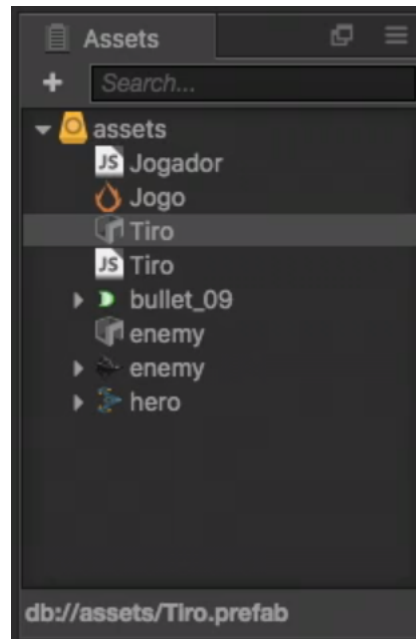 Assets
Search...
assets
JS Jogador
Jogo
Tiro
JS Tiro
bullet_09
enemy
enemy
hero
db://assets/Tiro.prefab